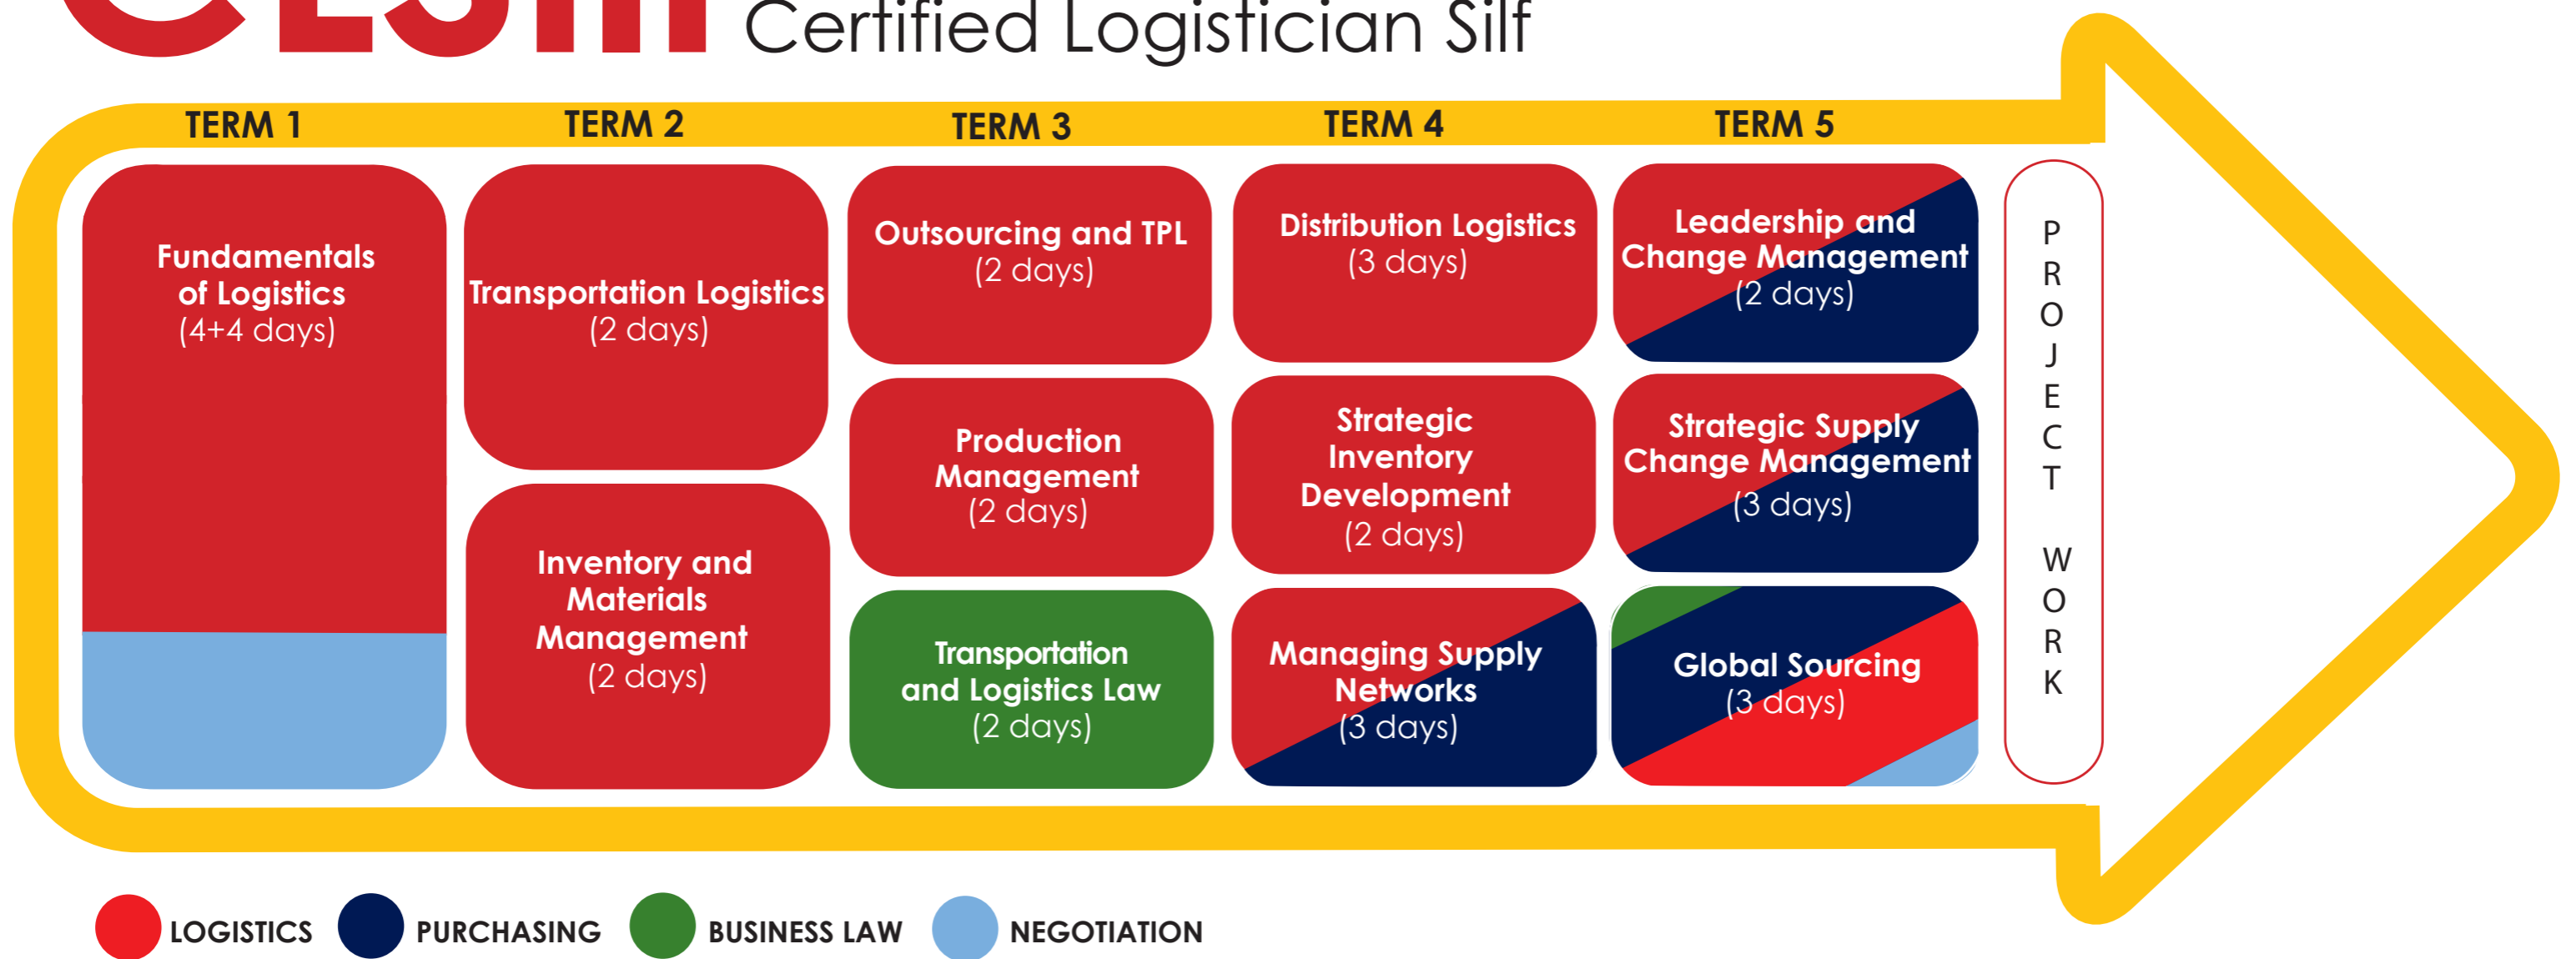 Certified Logistician Silf
TERM 1
TERM 2
TERM 3
TERM 4
TERM 5
Fundamentals
of Logistics
(4+4 days)
Transportation Logistics
(2 days)
Inventory and
Materials
Management
(2 days)
Outsourcing and TPL
(2 days)
Production
Management
(2 days)
Transportation
and Logistics Law
(2 days)
Distribution Logistics
(3 days)
Strategic
Inventory
Development
(2 days)
Managing Supply
Networks
(3 days)
Leadership and
Change Management
(2 days)
Strategic Supply
Change Management
(3 days)
Global Sourcing
(3 days)
PROJECT WORK
LOGISTICS
PURCHASING
BUSINESS LAW
NEGOTIATION